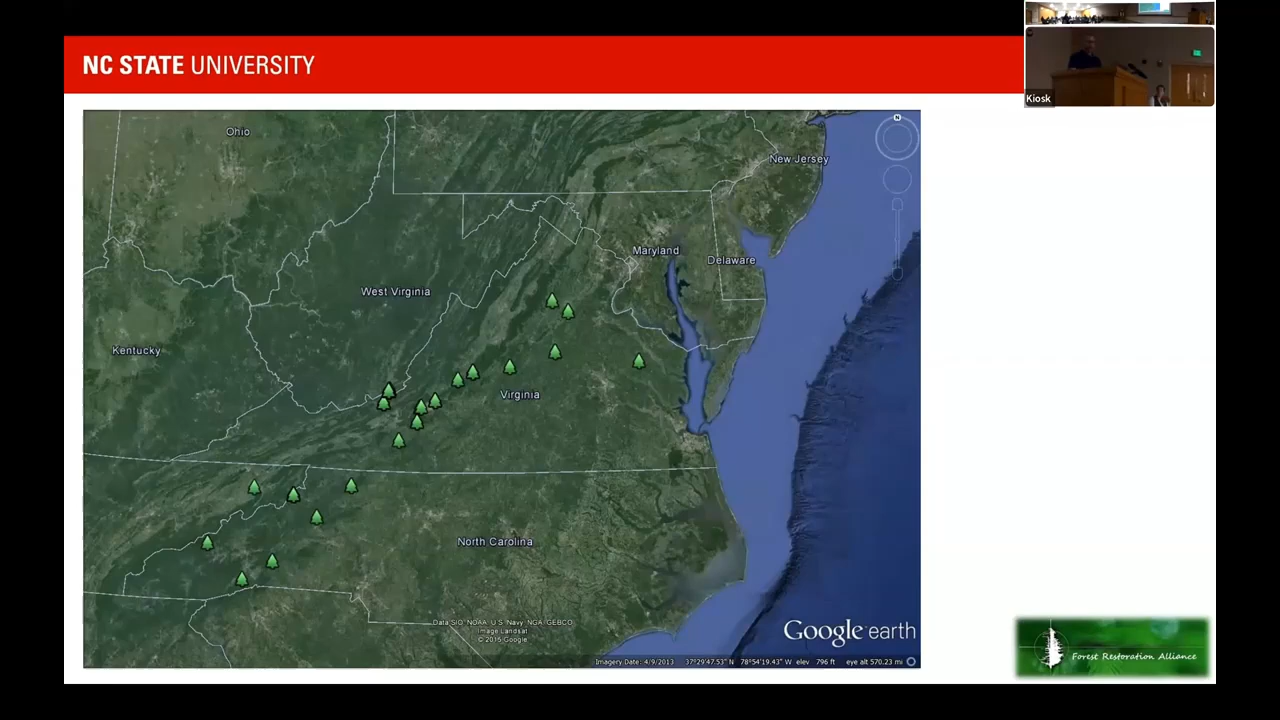 NC STATE UNIVERSITY
Kiosk
N
Ohio
New Jersey
Maryland
Delaware
West Virginia
Kentucky
Virginia
North Carolina
Data SIO, NOAA, U.S. Navy, NGA, GEBCO
Image Landsat
© 2015 Google
Google earth
Imagery Date: 4/9/2013 37°29'47.53" N 78°54'19.43" W elev 796 ft eye alt 570.23 mi
Forest Restoration Alliance